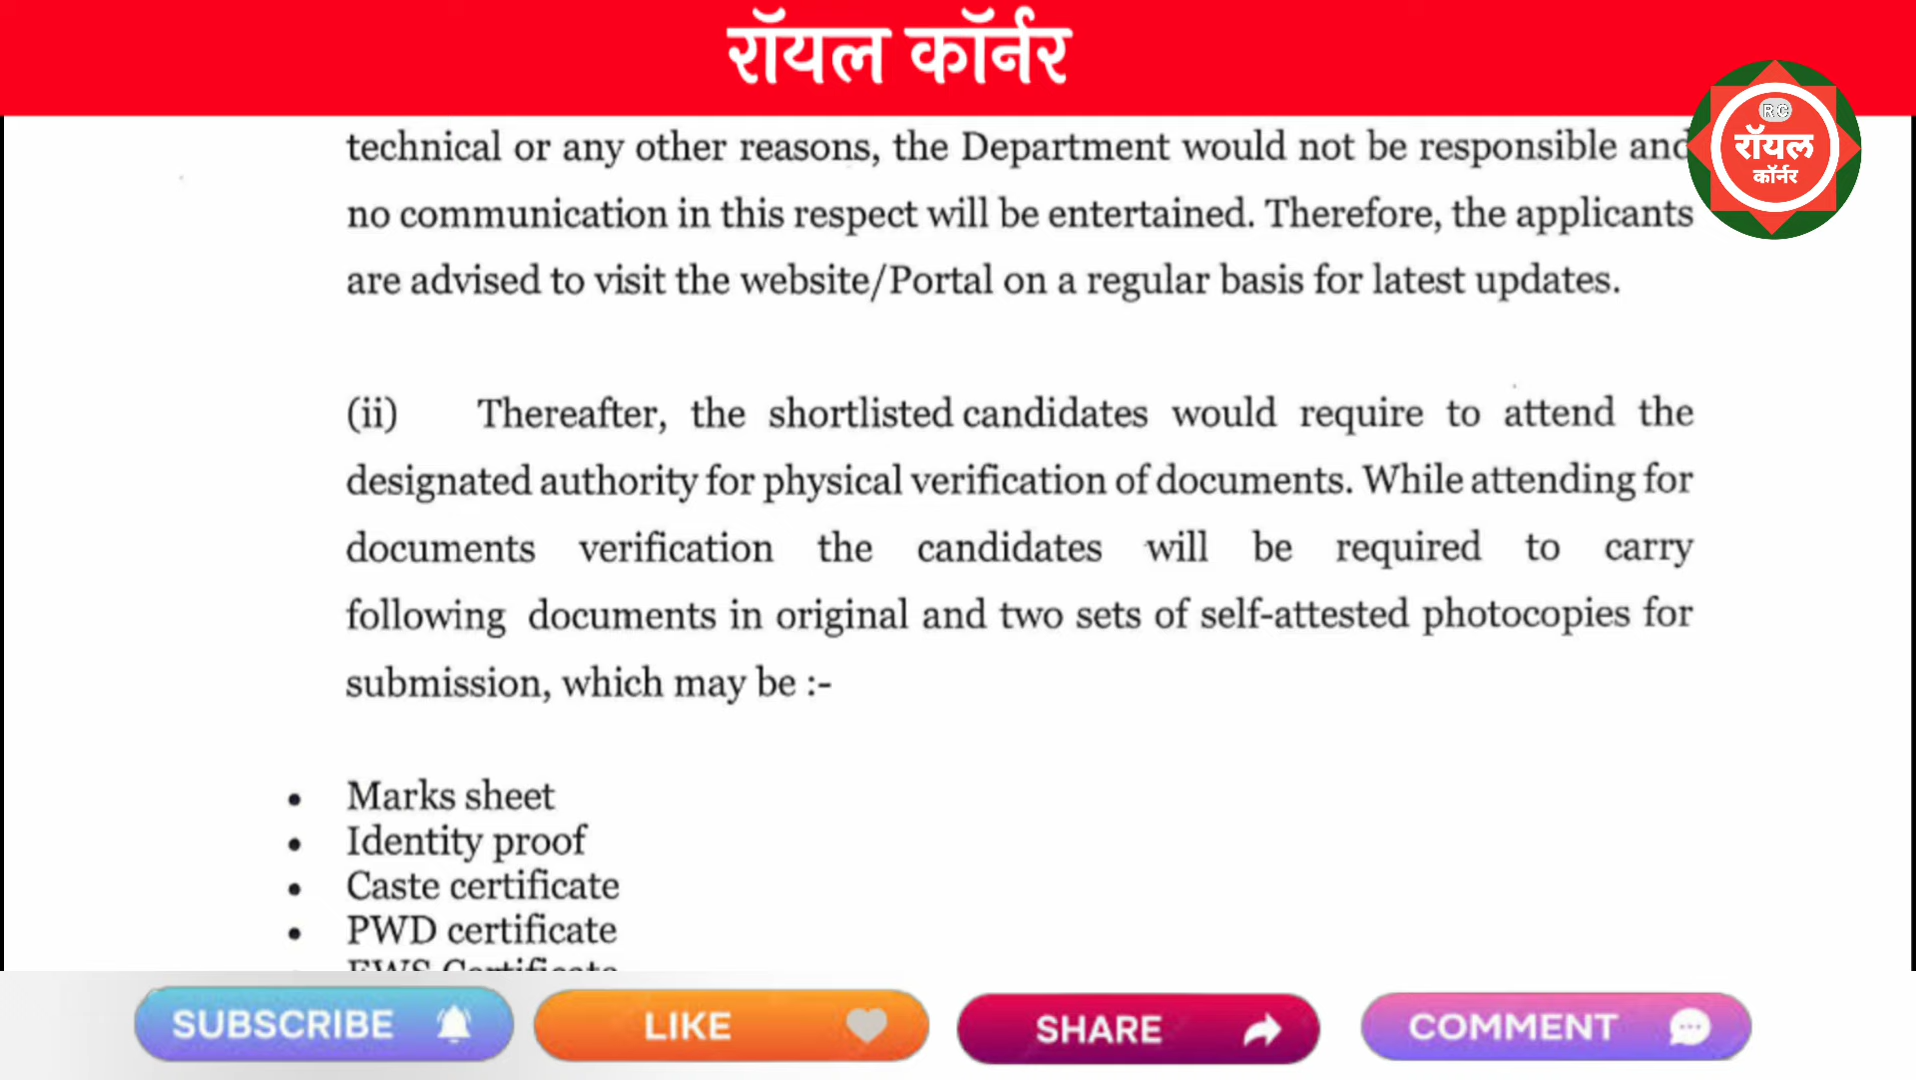 रॉयल कॉर्नर
RC
रॉयल
कॉर्नर
technical or any other reasons, the Department would not be responsible and
no communication in this respect will be entertained. Therefore, the applicants
are advised to visit the website/Portal on a regular basis for latest updates.
(ii) Thereafter, the shortlisted candidates would require to attend the
designated authority for physical verification of documents. While attending for
documents verification the candidates will be required to carry
following documents in original and two sets of self-attested photocopies for
submission, which may be :-
• Marks sheet
• Identity proof
• Caste certificate
• PWD certificate
EWS Certificate
SUBSCRIBE
LIKE
SHARE
COMMENT